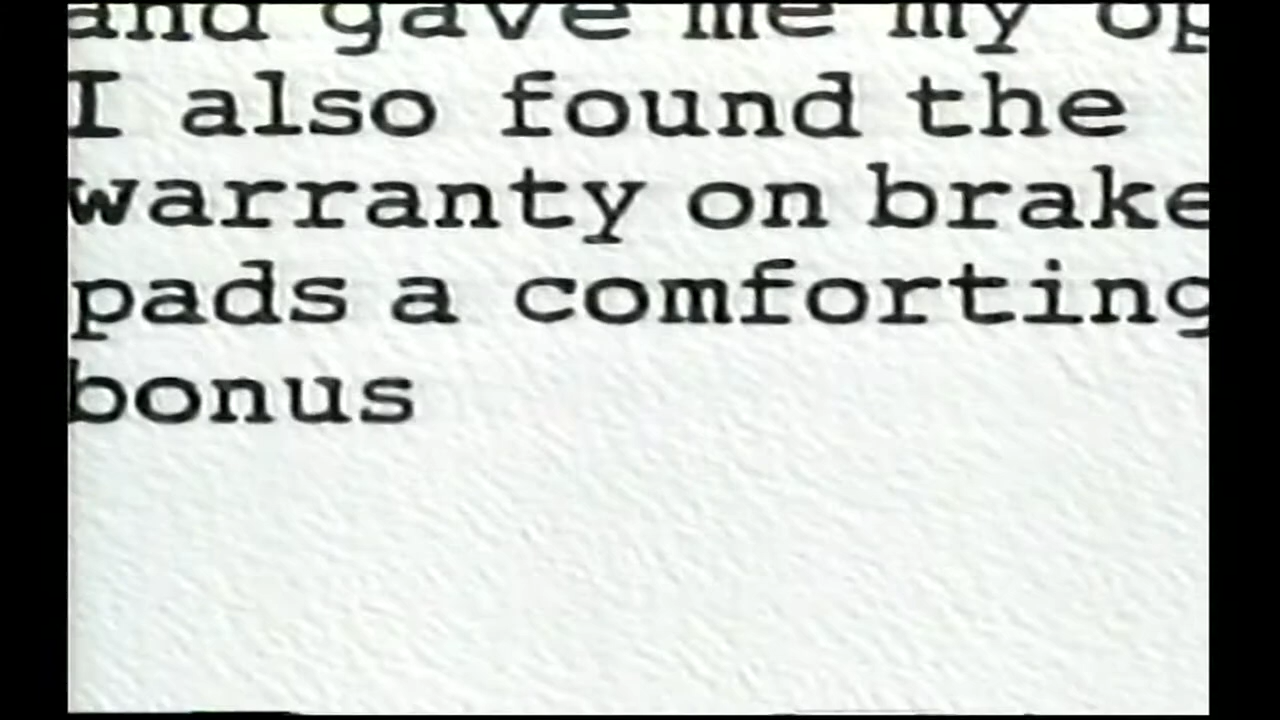 and gave me my
I also found the
warranty on brake
pads a comforting
bonus